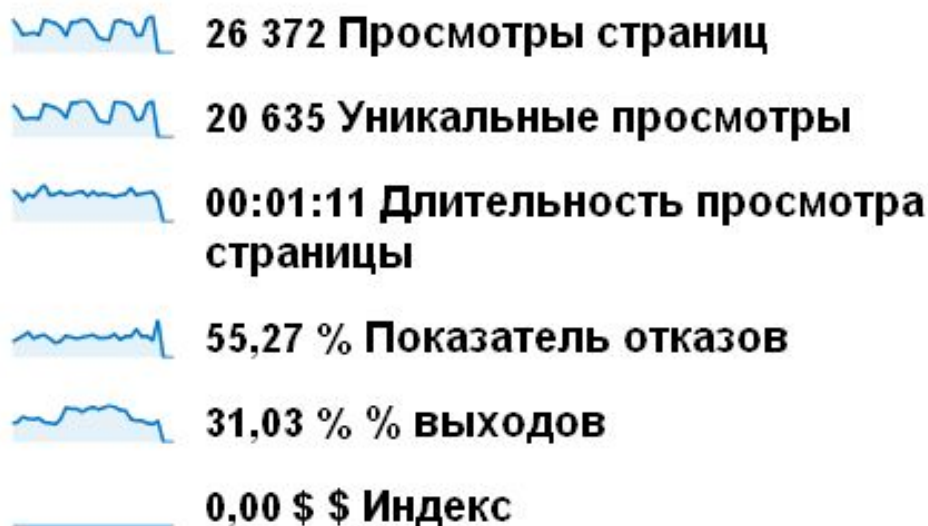 26 372 Просмотры страниц
20 635 Уникальные просмотры
00:01:11 Длительность просмотра
страницы
55,27 % Показатель отказов
31,03 % % выходов
0,00 $ $ Индекс